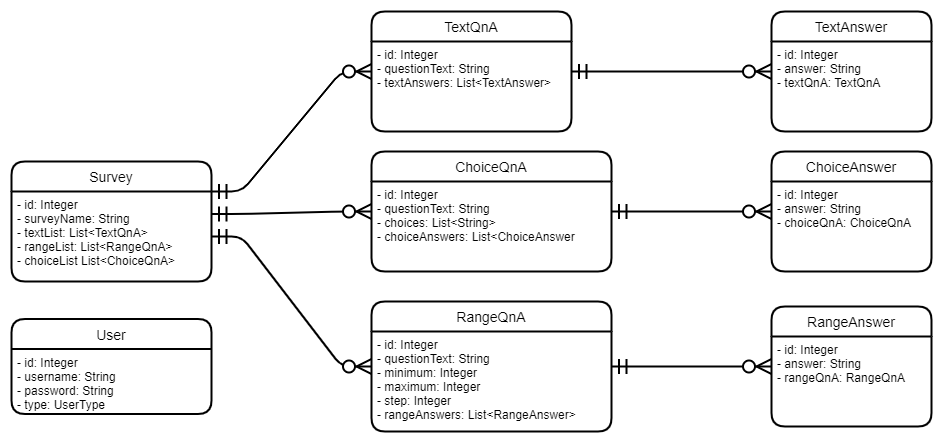 TextQnA
- id: Integer
- questionText: String
- textAnswers: List<TextAnswer>
TextAnswer
- id: Integer
- answer: String
- textQnA: TextQnA
Survey
- id: Integer
- surveyName: String
- textList: List<TextQnA>
- rangeList: List<RangeQnA>
- choiceList List<ChoiceQnA>
ChoiceQnA
- id: Integer
- questionText: String
- choices: List<String>
- choiceAnswers: List<ChoiceAnswer
ChoiceAnswer
- id: Integer
- answer: String
- choiceQnA: ChoiceQnA
User
- id: Integer
- username: String
- password: String
- type: UserType
RangeQnA
- id: Integer
- questionText: String
- minimum: Integer
- maximum: Integer
- step: Integer
- rangeAnswers: List<RangeAnswer>
RangeAnswer
- id: Integer
- answer: String
- rangeQnA: RangeQnA